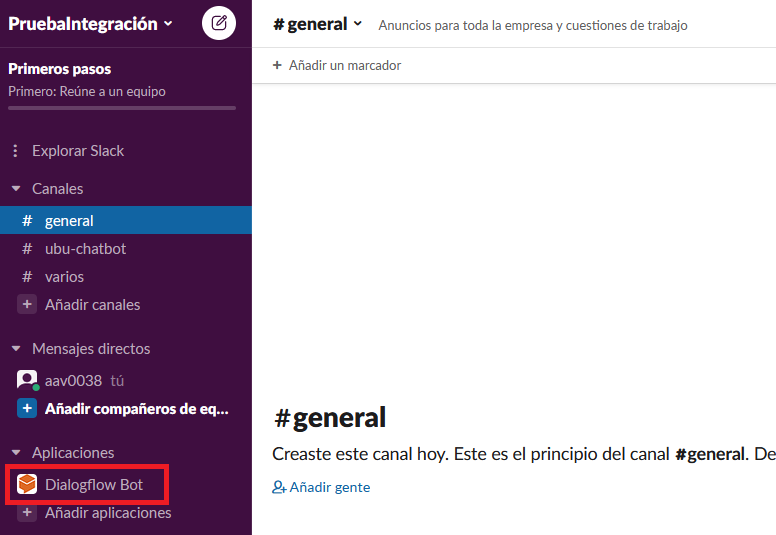 PruebaIntegración
Primeros pasos
Primero: Reúne a un equipo
Explorar Slack
Canales
# general
# ubu-chatbot
# varios
+ Añadir canales
Mensajes directos
aav0038 tú
+ Añadir compañeros de eq...
Aplicaciones
Dialogflow Bot
+ Añadir aplicaciones
# general Anuncios para toda la empresa y cuestiones de trabajo
+ Añadir un marcador
#general
Creaste este canal hoy. Este es el principio del canal #general. De
Añadir gente